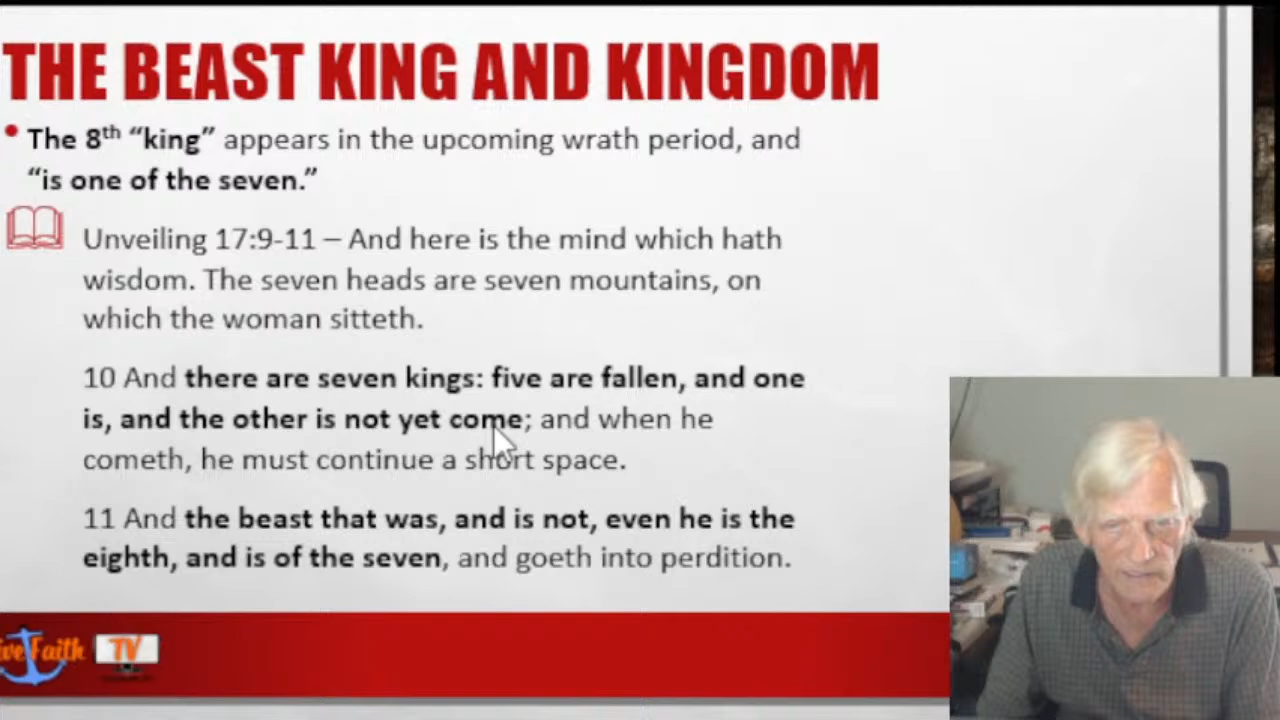 THE BEAST KING AND KINGDOM
• The 8th “king” appears in the upcoming wrath period, and
“is one of the seven.”
Unveiling 17:9-11 – And here is the mind which hath
wisdom. The seven heads are seven mountains, on
which the woman sitteth.
10 And there are seven kings: five are fallen, and one
is, and the other is not yet come; and when he
cometh, he must continue a short space.
11 And the beast that was, and is not, even he is the
eighth, and is of the seven, and goeth into perdition.
ive Faith TV